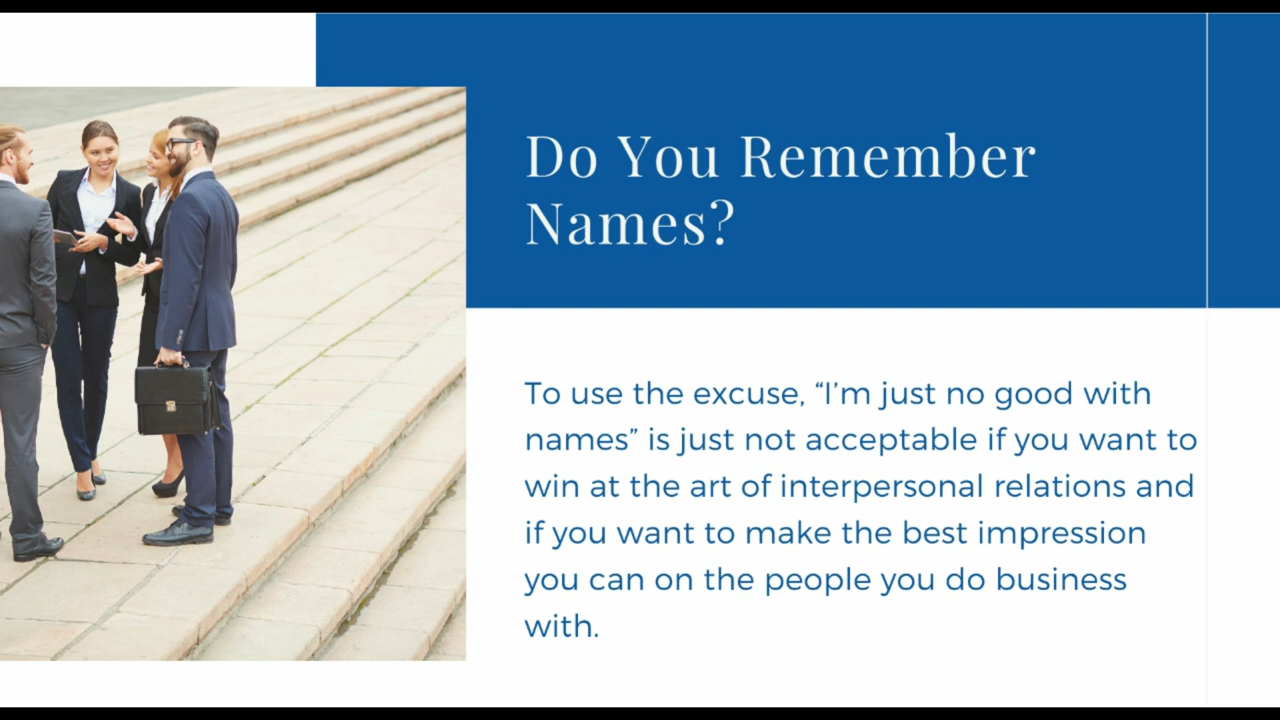 Do You Remember
Names?
To use the excuse, “I’m just no good with
names” is just not acceptable if you want to
win at the art of interpersonal relations and
if you want to make the best impression
you can on the people you do business
with.